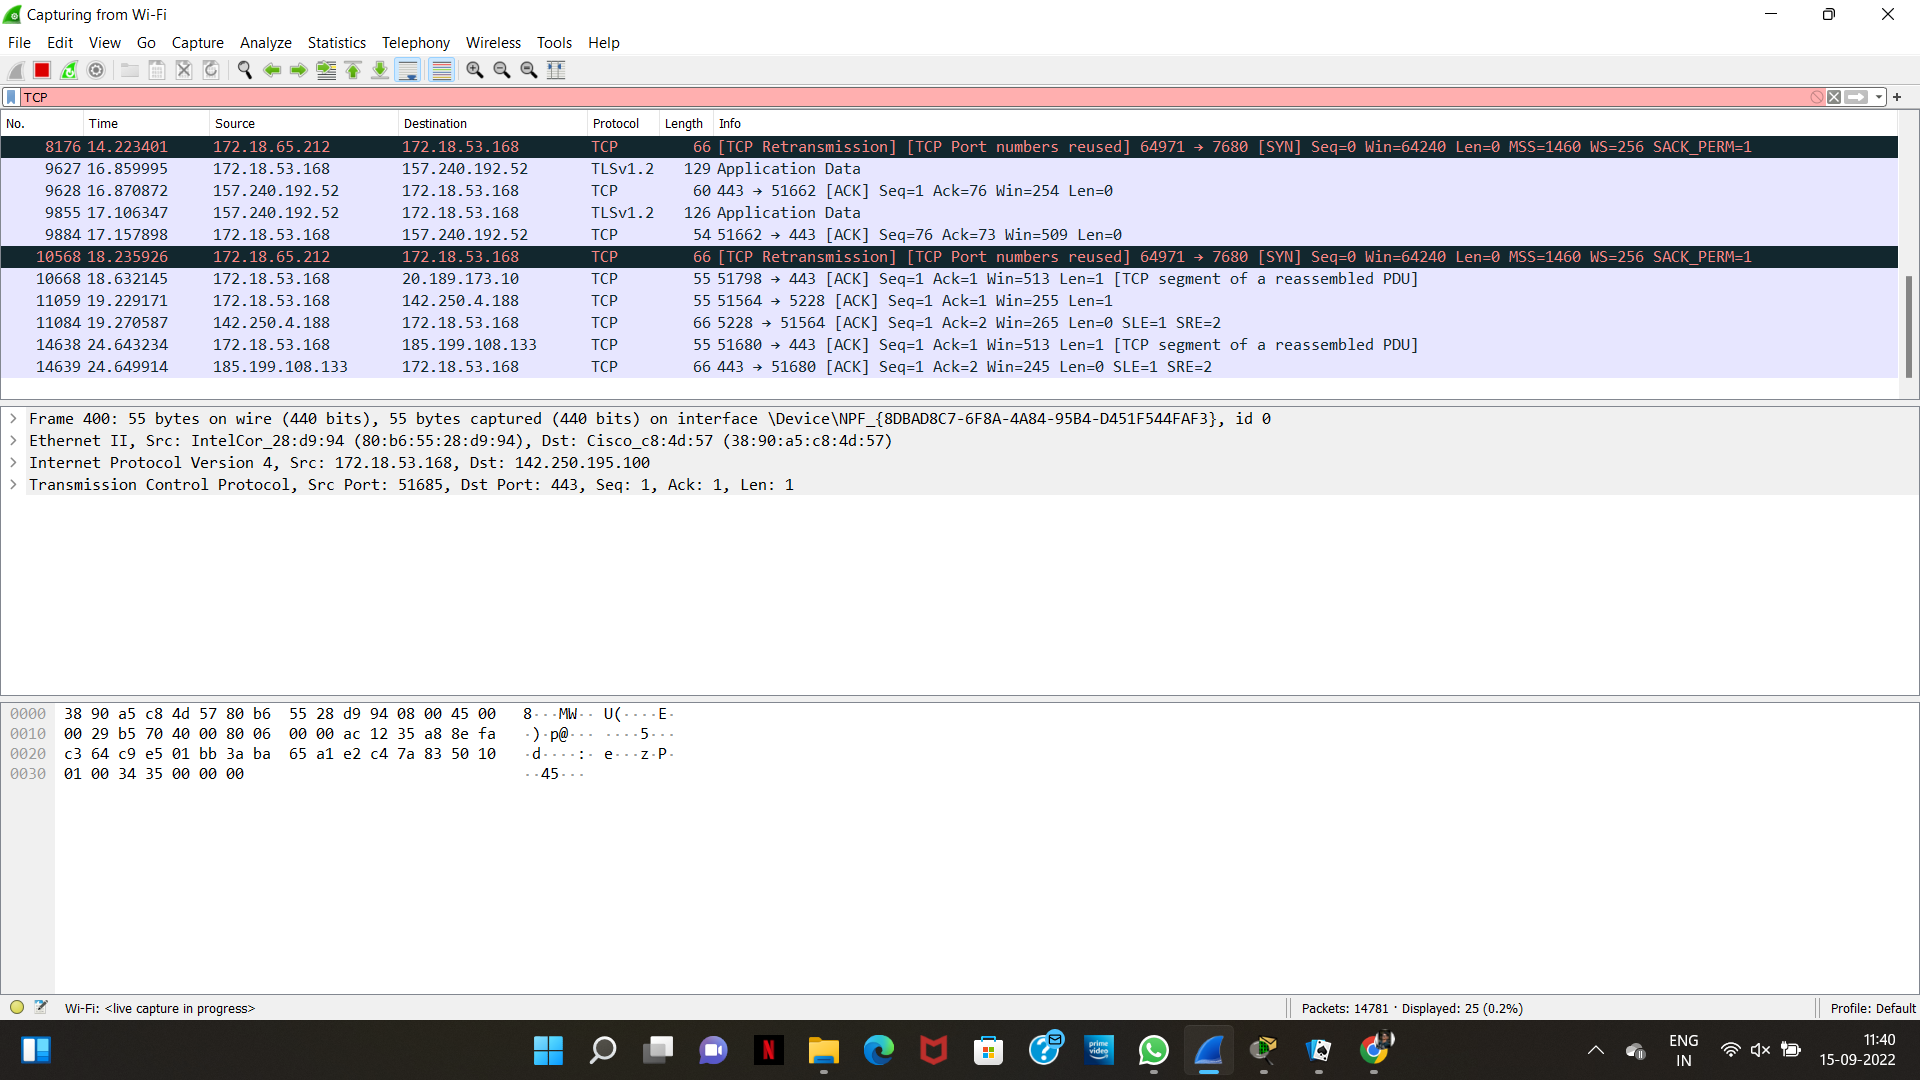 Capturing from Wi-Fi
File Edit View Go Capture Analyze Statistics Telephony Wireless Tools Help
TCP
No. Time Source Destination Protocol Length Info
8176 14.223401 172.18.65.212 172.18.53.168 TCP 66 [TCP Retransmission] [TCP Port numbers reused] 64971 → 7680 [SYN] Seq=0 Win=64240 Len=0 MSS=1460 WS=256 SACK_PERM=1
9627 16.859995 172.18.53.168 157.240.192.52 TLSv1.2 129 Application Data
9628 16.870872 157.240.192.52 172.18.53.168 TCP 60 443 → 51662 [ACK] Seq=1 Ack=76 Win=254 Len=0
9855 17.106347 157.240.192.52 172.18.53.168 TLSv1.2 126 Application Data
9884 17.157898 172.18.53.168 157.240.192.52 TCP 54 51662 → 443 [ACK] Seq=76 Ack=73 Win=509 Len=0
10568 18.235926 172.18.65.212 172.18.53.168 TCP 66 [TCP Retransmission] [TCP Port numbers reused] 64971 → 7680 [SYN] Seq=0 Win=64240 Len=0 MSS=1460 WS=256 SACK_PERM=1
10668 18.632145 172.18.53.168 20.189.173.10 TCP 55 51798 → 443 [ACK] Seq=1 Ack=1 Win=513 Len=1 [TCP segment of a reassembled PDU]
11059 19.229171 172.18.53.168 142.250.4.188 TCP 55 51564 → 5228 [ACK] Seq=1 Ack=1 Win=255 Len=1
11084 19.270587 142.250.4.188 172.18.53.168 TCP 66 5228 → 51564 [ACK] Seq=1 Ack=2 Win=265 Len=0 SLE=1 SRE=2
14638 24.643234 172.18.53.168 185.199.108.133 TCP 55 51680 → 443 [ACK] Seq=1 Ack=1 Win=513 Len=1 [TCP segment of a reassembled PDU]
14639 24.649914 185.199.108.133 172.18.53.168 TCP 66 443 → 51680 [ACK] Seq=1 Ack=2 Win=245 Len=0 SLE=1 SRE=2
Frame 400: 55 bytes on wire (440 bits), 55 bytes captured (440 bits) on interface \Device\NPF_{8DBAD8C7-6F8A-4A84-95B4-D451F544FAF3}, id 0
Ethernet II, Src: IntelCor_28:d9:94 (80:b6:55:28:d9:94), Dst: Cisco_c8:4d:57 (38:90:a5:c8:4d:57)
Internet Protocol Version 4, Src: 172.18.53.168, Dst: 142.250.195.100
Transmission Control Protocol, Src Port: 51685, Dst Port: 443, Seq: 1, Ack: 1, Len: 1
0000 38 90 a5 c8 4d 57 80 b6 55 28 d9 94 08 00 45 00 8···MW·· U(····E·
0010 00 29 b5 70 40 00 80 06 00 00 ac 12 35 a8 8e fa ·)·p@··· ····5···
0020 c3 64 c9 e5 01 bb 3a ba 65 a1 e2 c4 7a 83 50 10 ·d····:· e···z·P·
0030 01 00 34 35 00 00 00 ··45···
Wi-Fi: <live capture in progress> Packets: 14781 · Displayed: 25 (0.2%) Profile: Default
N
prime video
ENG IN
11:40
15-09-2022